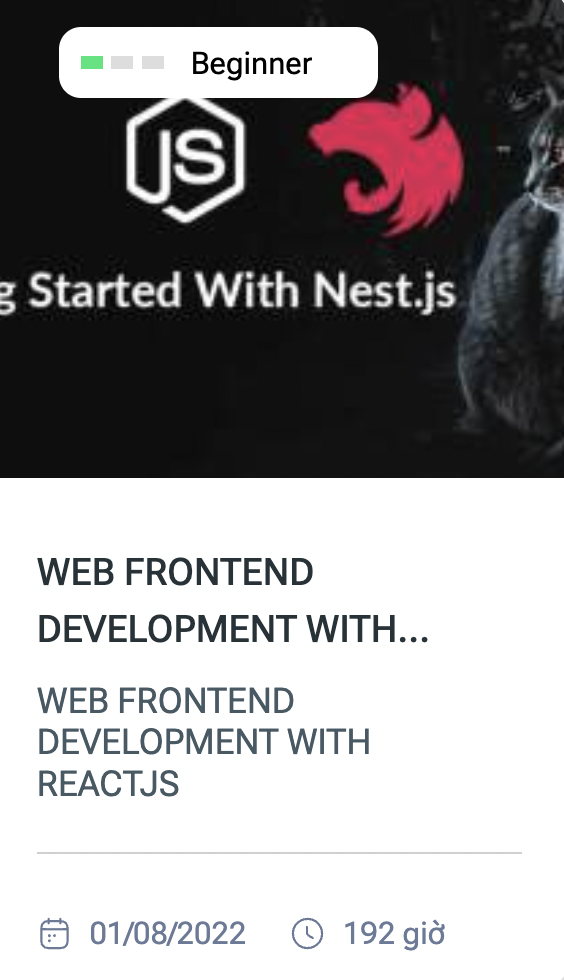 Beginner
JS
g Started With Nest.js
WEB FRONTEND
DEVELOPMENT WITH...
WEB FRONTEND
DEVELOPMENT WITH
REACTJS
01/08/2022 192 giờ